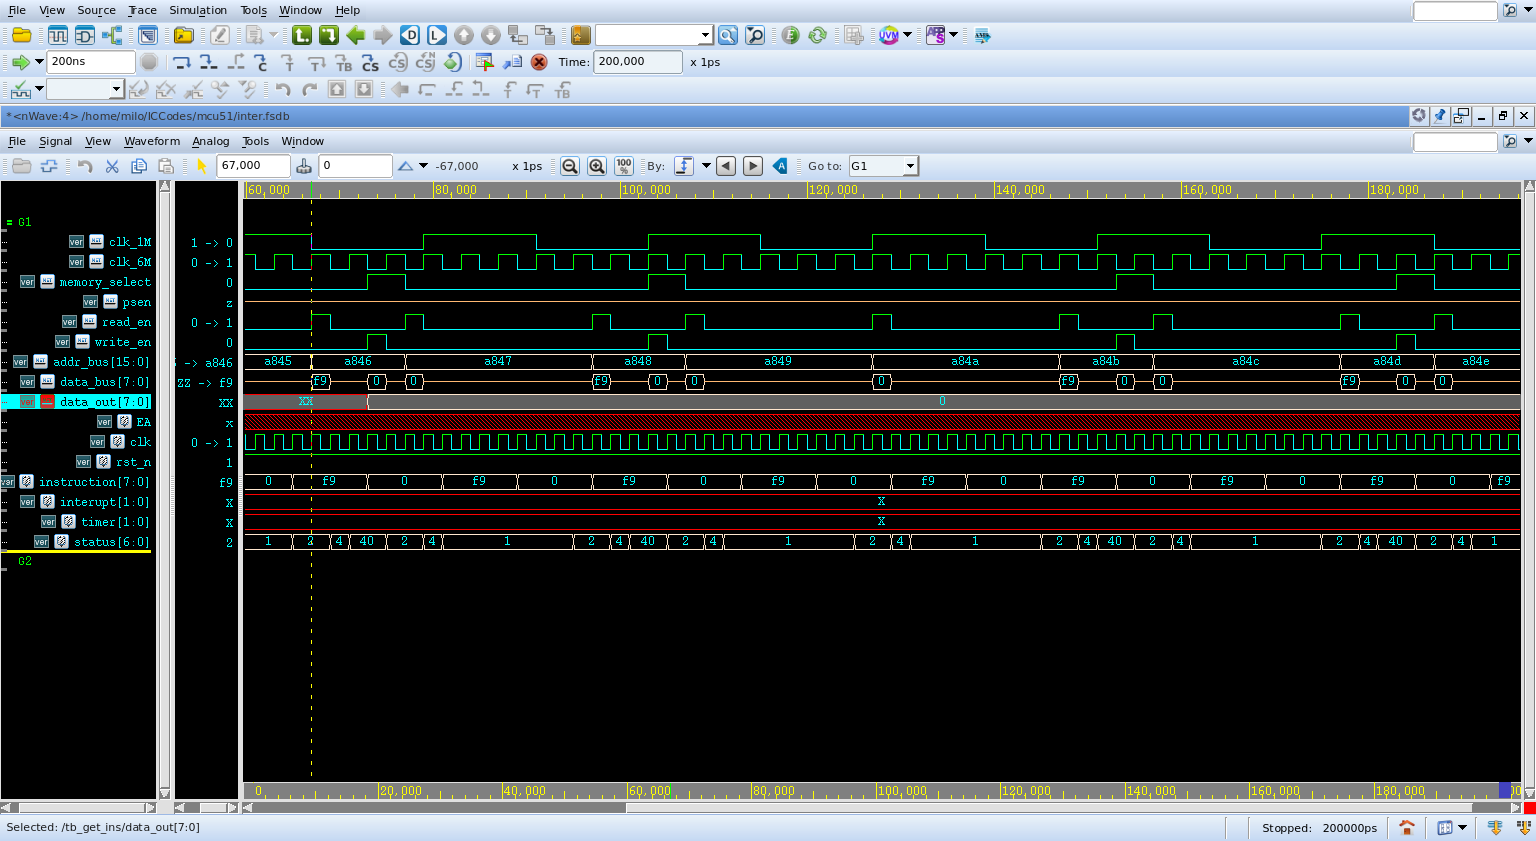 File View Source Trace Simulation Tools Window Help
200ns Time: 200,000 x 1ps
*<nWave:4> /home/milo/ICCodes/mcu51/inter.fsdb
File Signal View Waveform Analog Tools Window
67,000 0 -67,000 x 1ps 100 % By: Go to: G1
60,000 80,000 100,000 120,000 140,000 160,000 180,000
= G1
ver clk_1M 1 -> 0
ver clk_6M 0 -> 1
ver memory_select 0
ver psen z
ver read_en 0 -> 1
ver write_en 0
ver addr_bus[15:0] -> a846 a845 a846 a847 a848 a849 a84a a84b a84c a84d a84e
ver data_bus[7:0] ZZ -> f9 f9 0 0 f9 0 0 0 f9 0 0 f9 0 0
ver data_out[7:0] XX XX 0
ver EA x
ver clk 0 -> 1
ver rst_n 1
ver instruction[7:0] f9 0 f9 0 f9 0 f9 0 f9 0 f9 0 f9 0 f9 0 f9
ver interupt[1:0] X X
ver timer[1:0] X X
ver status[6:0] 2 1 2 4 40 2 4 1 2 4 40 2 4 1 2 4 1 2 4 40 2 4 1 2 4 40 2 4 1
G2
0 20,000 40,000 60,000 80,000 100,000 120,000 140,000 160,000 180,000
Selected: /tb_get_ins/data_out[7:0] Stopped: 200000ps